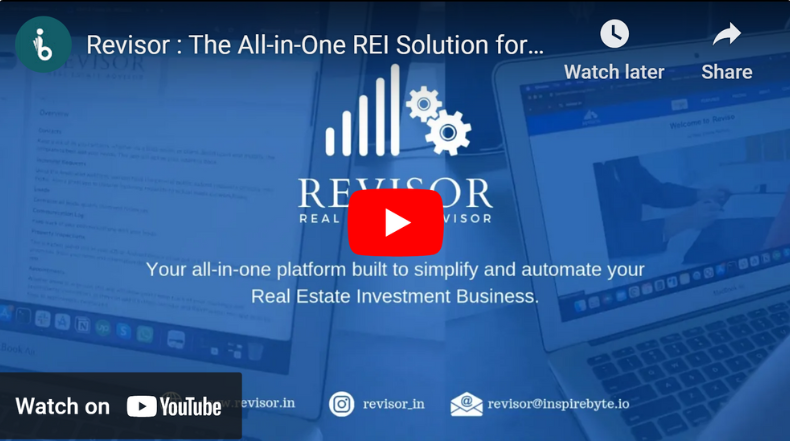 Revisor : The All-in-One REI Solution for…
Watch later
Share
REVISOR
REAL VISOR
Your all-in-one platform built to simplify and automate your
Real Estate Investment Business.
Watch on YouTube
revisor.in
revisor_in
revisor@inspirebyte.io